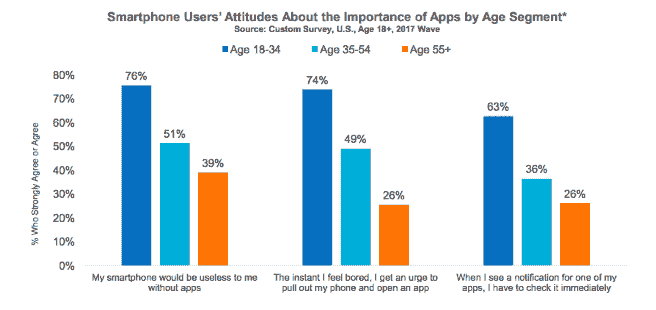 Smartphone Users' Attitudes About the Importance of Apps by Age Segment*
Source: Custom Survey, U.S., Age 18+, 2017 Wave
Age 18-34 Age 35-54 Age 55+
% Who Strongly Agree or Agree
80%
70%
60%
50%
40%
30%
20%
10%
0%
76%
51%
39%
74%
49%
26%
63%
36%
26%
My smartphone would be useless to me
without apps
The instant I feel bored, I get an urge to
pull out my phone and open an app
When I see a notification for one of my
apps, I have to check it immediately